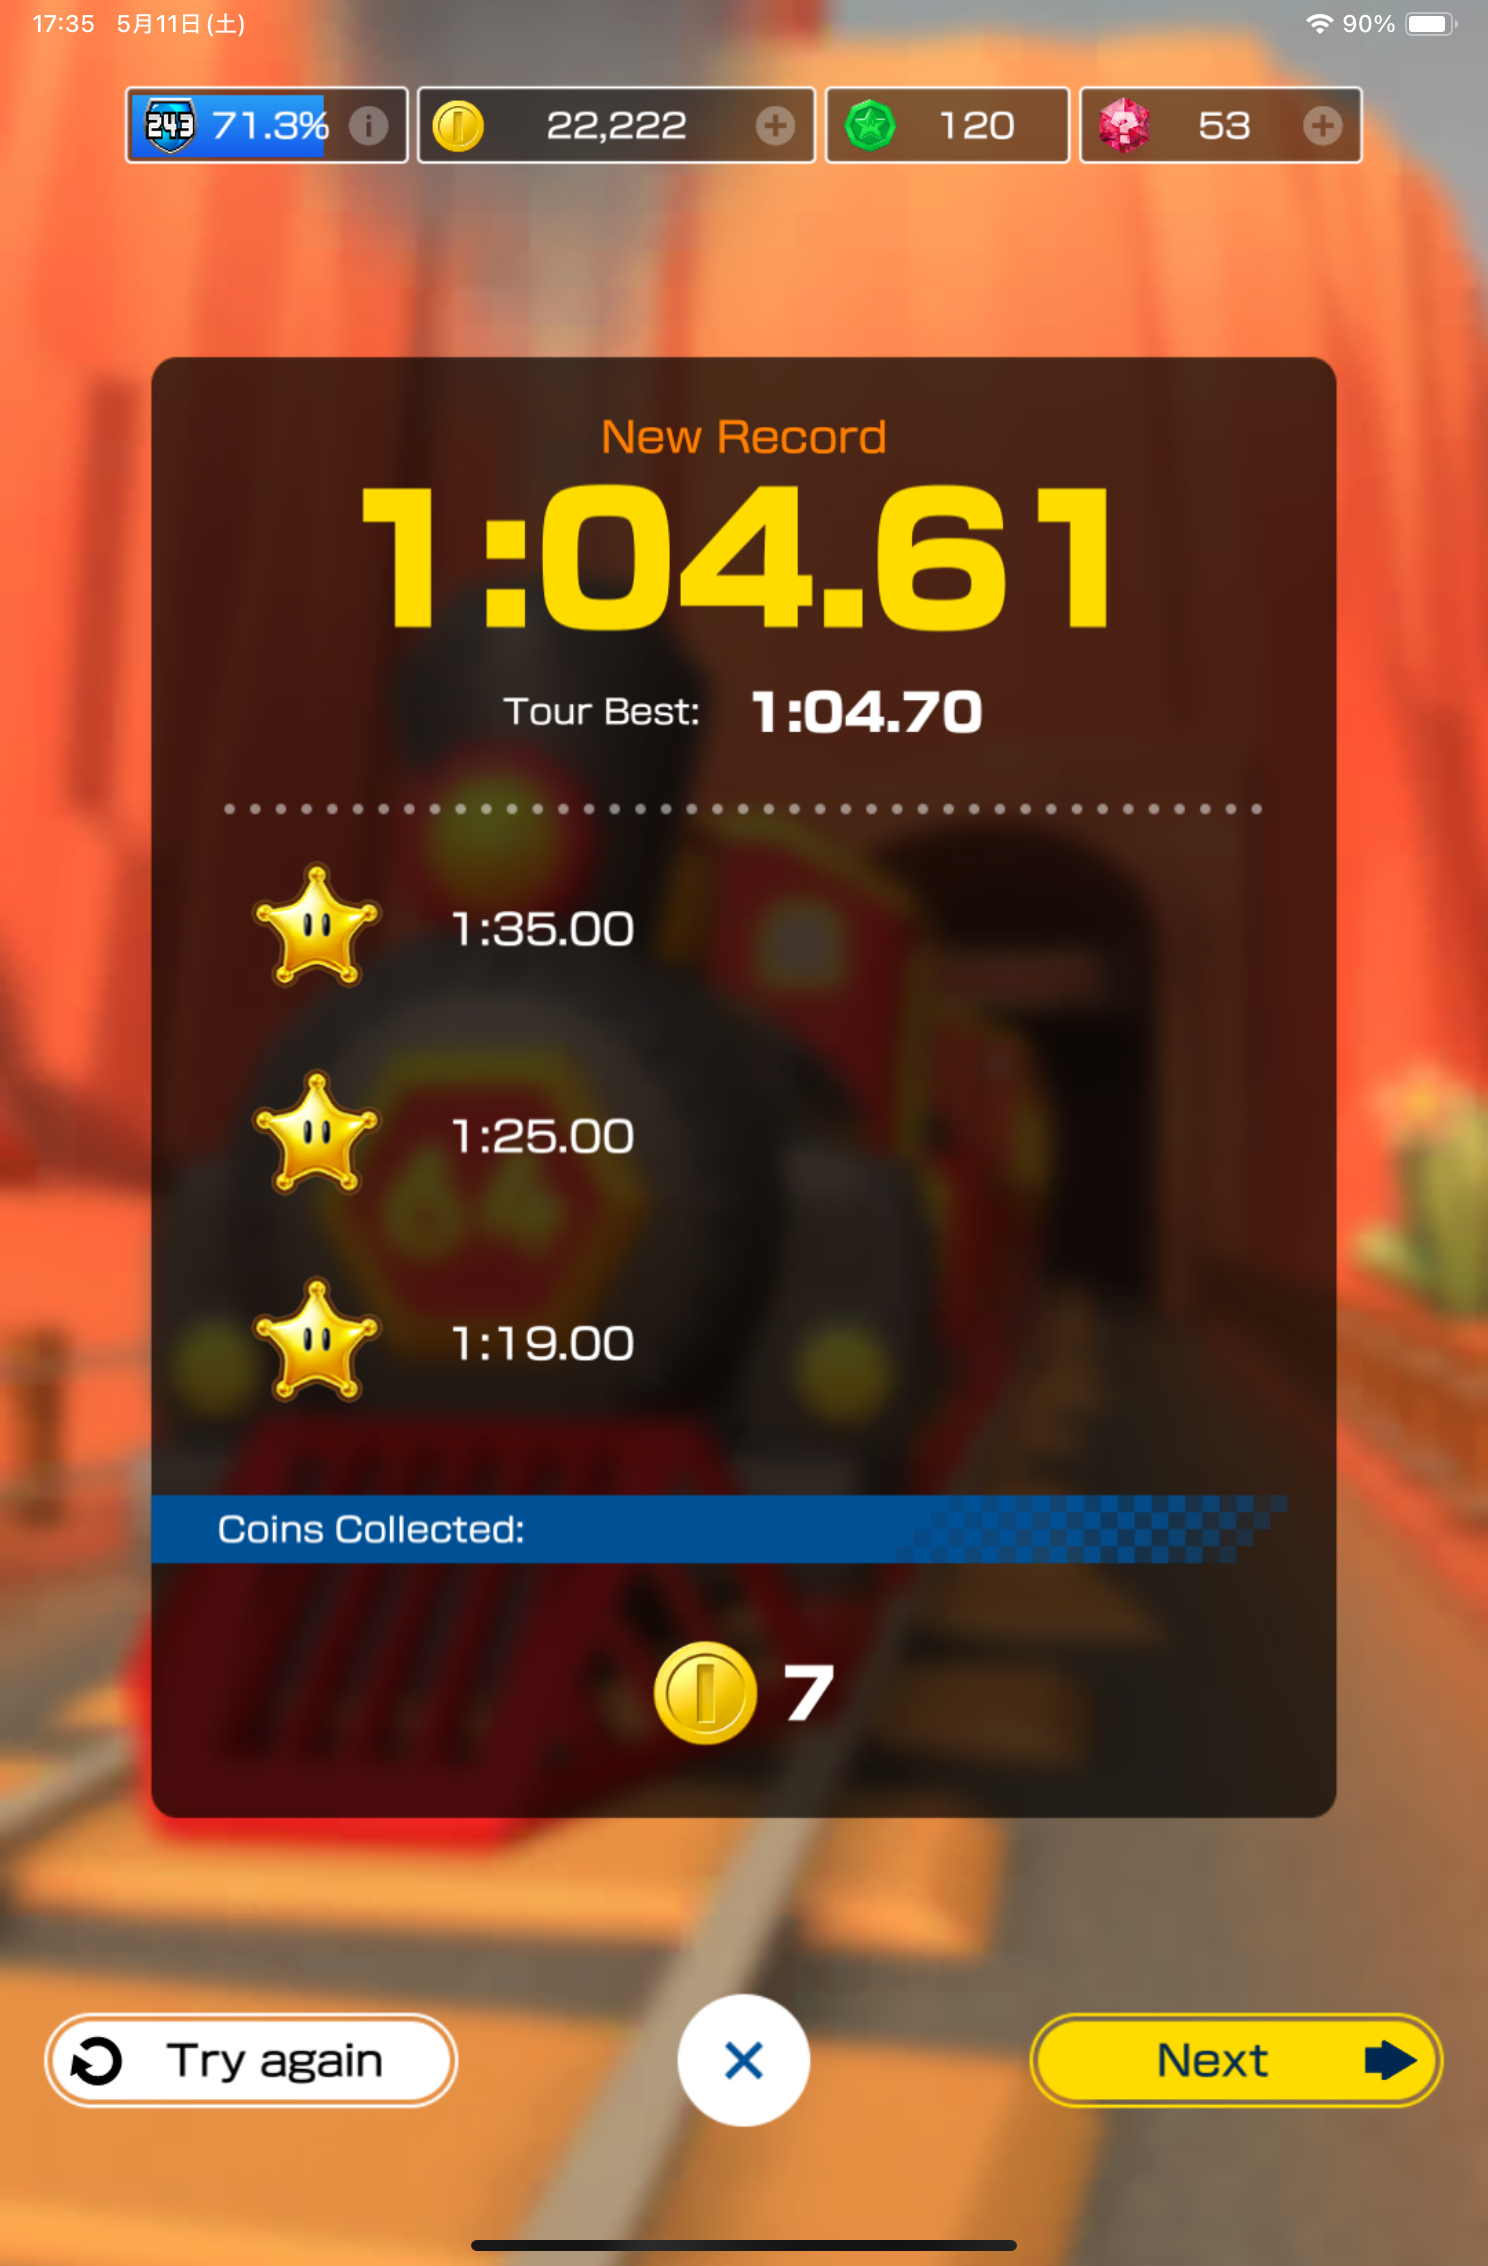 17:35 5月11日(土) 90%
243 71.3% 22,222 120 53
New Record
1:04.61
Tour Best: 1:04.70
1:35.00
64
1:25.00
1:19.00
Coins Collected:
7
Try again
Next